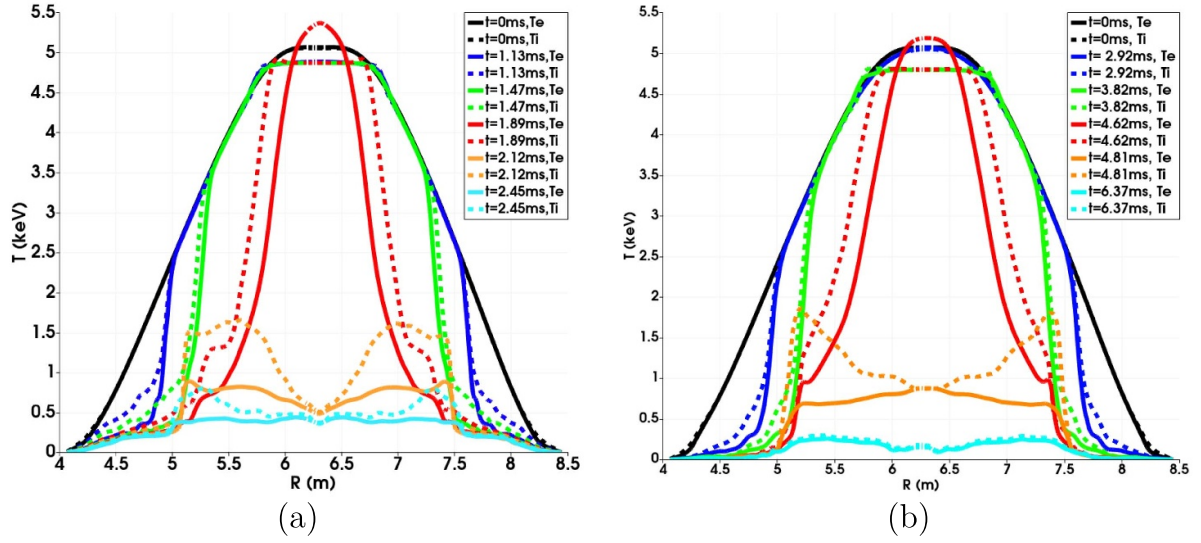 t=0ms,Te
t=0ms,Ti
t=1.13ms,Te
t=1.13ms,Ti
t=1.47ms,Te
t=1.47ms,Ti
t=1.89ms,Te
t=1.89ms,Ti
t=2.12ms,Te
t=2.12ms,Ti
t=2.45ms,Te
t=2.45ms,Ti
5
4.5
4
3.5
3
2.5
2
1.5
1
0.5
0
T (keV)
4 4.5 5 5.5 6 6.5 7 7.5 8 8.5
R (m)
(a)
t=0ms, Te
t=0ms, Ti
t= 2.92ms, Te
t= 2.92ms, Ti
t=3.82ms, Te
t=3.82ms, Ti
t=4.62ms, Te
t=4.62ms, Ti
t=4.81ms, Te
t=4.81ms, Ti
t=6.37ms, Te
t=6.37ms, Ti
5
4.5
4
3.5
3
2.5
2
1.5
1
0.5
0
T (keV)
4 4.5 5 5.5 6 6.5 7 7.5 8 8.5
R (m)
(b)